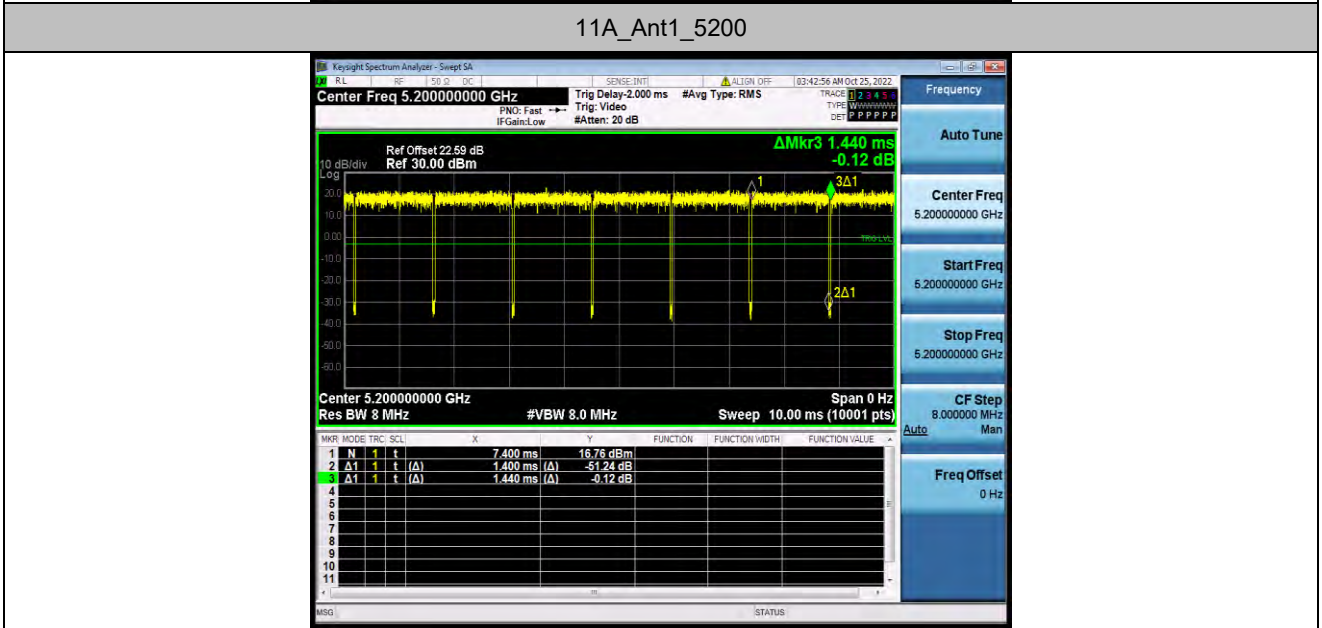 11A_Ant1_5200
Keysight Spectrum Analyzer - Swept SA
RL RF 50 Ω DC SENSE:INT ALIGN OFF 03:42:56 AM Oct 25, 2022
Center Freq 5.200000000 GHz
PNO: Fast
IFGain:Low
Trig Delay-2.000 ms
Trig: Video
#Atten: 20 dB
#Avg Type: RMS
TRACE 1 2 3 4 5 6
TYPE WWWWWW
DET P P P P P P
Frequency
Auto Tune
Center Freq
5.200000000 GHz
Start Freq
5.200000000 GHz
Stop Freq
5.200000000 GHz
CF Step
8.000000 MHz
Auto Man
Freq Offset
0 Hz
ΔMkr3 1.440 ms
-0.12 dB
Ref Offset 22.59 dB
10 dB/div Ref 30.00 dBm
Log
20.0
10.0
0.00
-10.0
-20.0
-30.0
-40.0
-50.0
-60.0
1
3Δ1
TRIG LVL
2Δ1
Center 5.200000000 GHz Span 0 Hz
Res BW 8 MHz #VBW 8.0 MHz Sweep 10.00 ms (10001 pts)
MKR MODE TRC SCL X Y FUNCTION FUNCTION WIDTH FUNCTION VALUE
1 N 1 t 7.400 ms 16.76 dBm
2 Δ1 1 t (Δ) 1.400 ms (Δ) -51.24 dB
3 Δ1 1 t (Δ) 1.440 ms (Δ) -0.12 dB
4
5
6
7
8
9
10
11
MSG STATUS